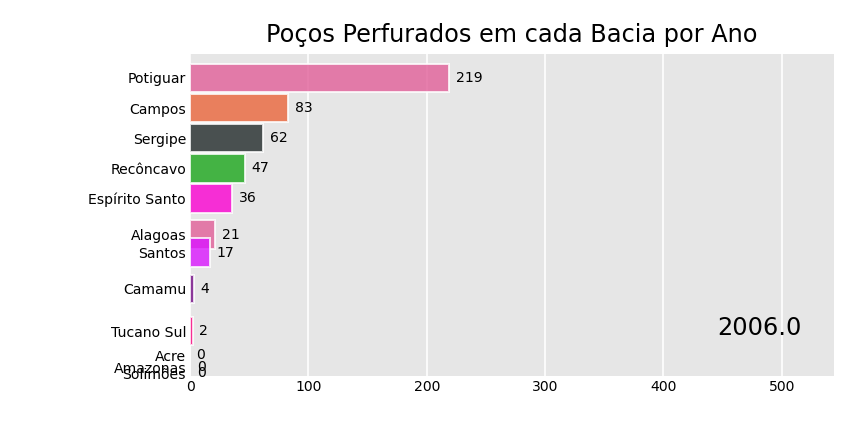 Poços Perfurados em cada Bacia por Ano
Potiguar 219
Campos 83
Sergipe 62
Recôncavo 47
Espírito Santo 36
Alagoas 21
Santos 17
Camamu 4
Tucano Sul 2
2006.0
Acre 0
Amazonas 0
Solimões 0
0 100 200 300 400 500